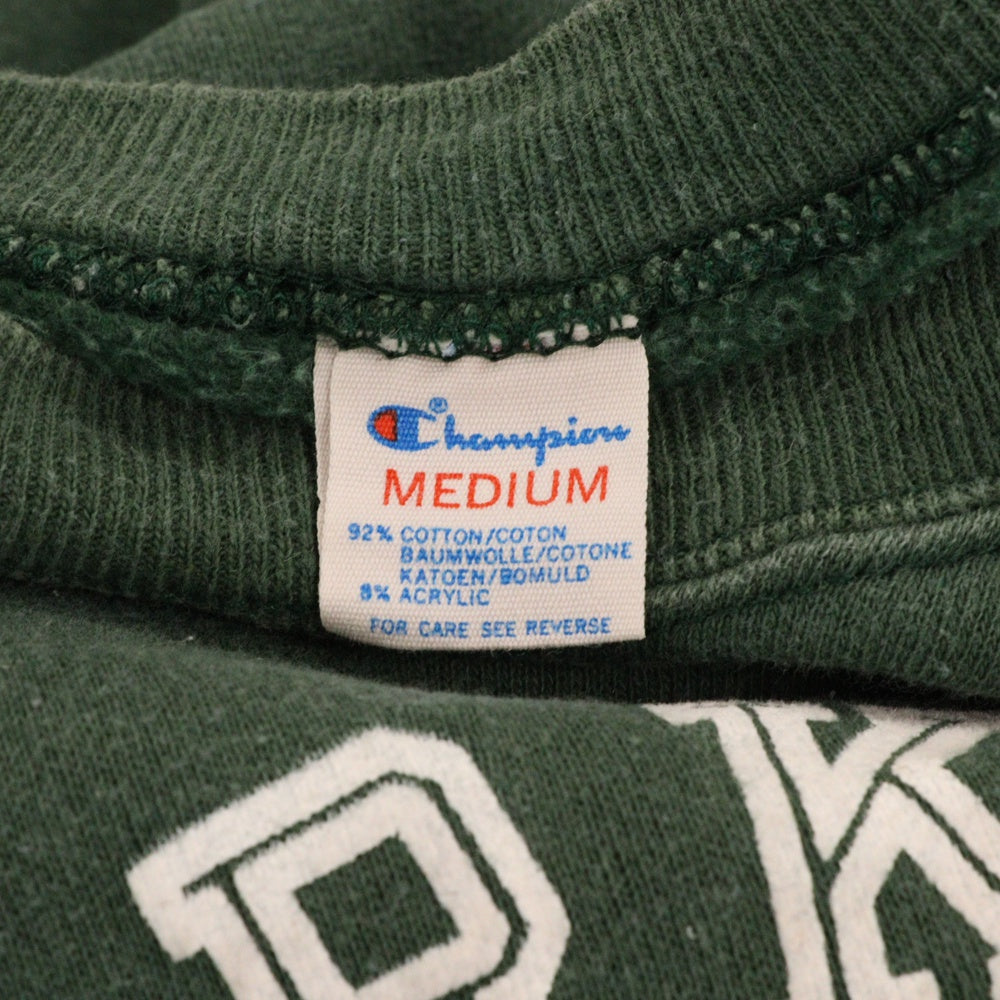 ®
Champion
MEDIUM
92% COTTON/COTON
BAUMWOLLE/COTONE
KATOEN/BOMULD
8% ACRYLIC
FOR CARE SEE REVERSE